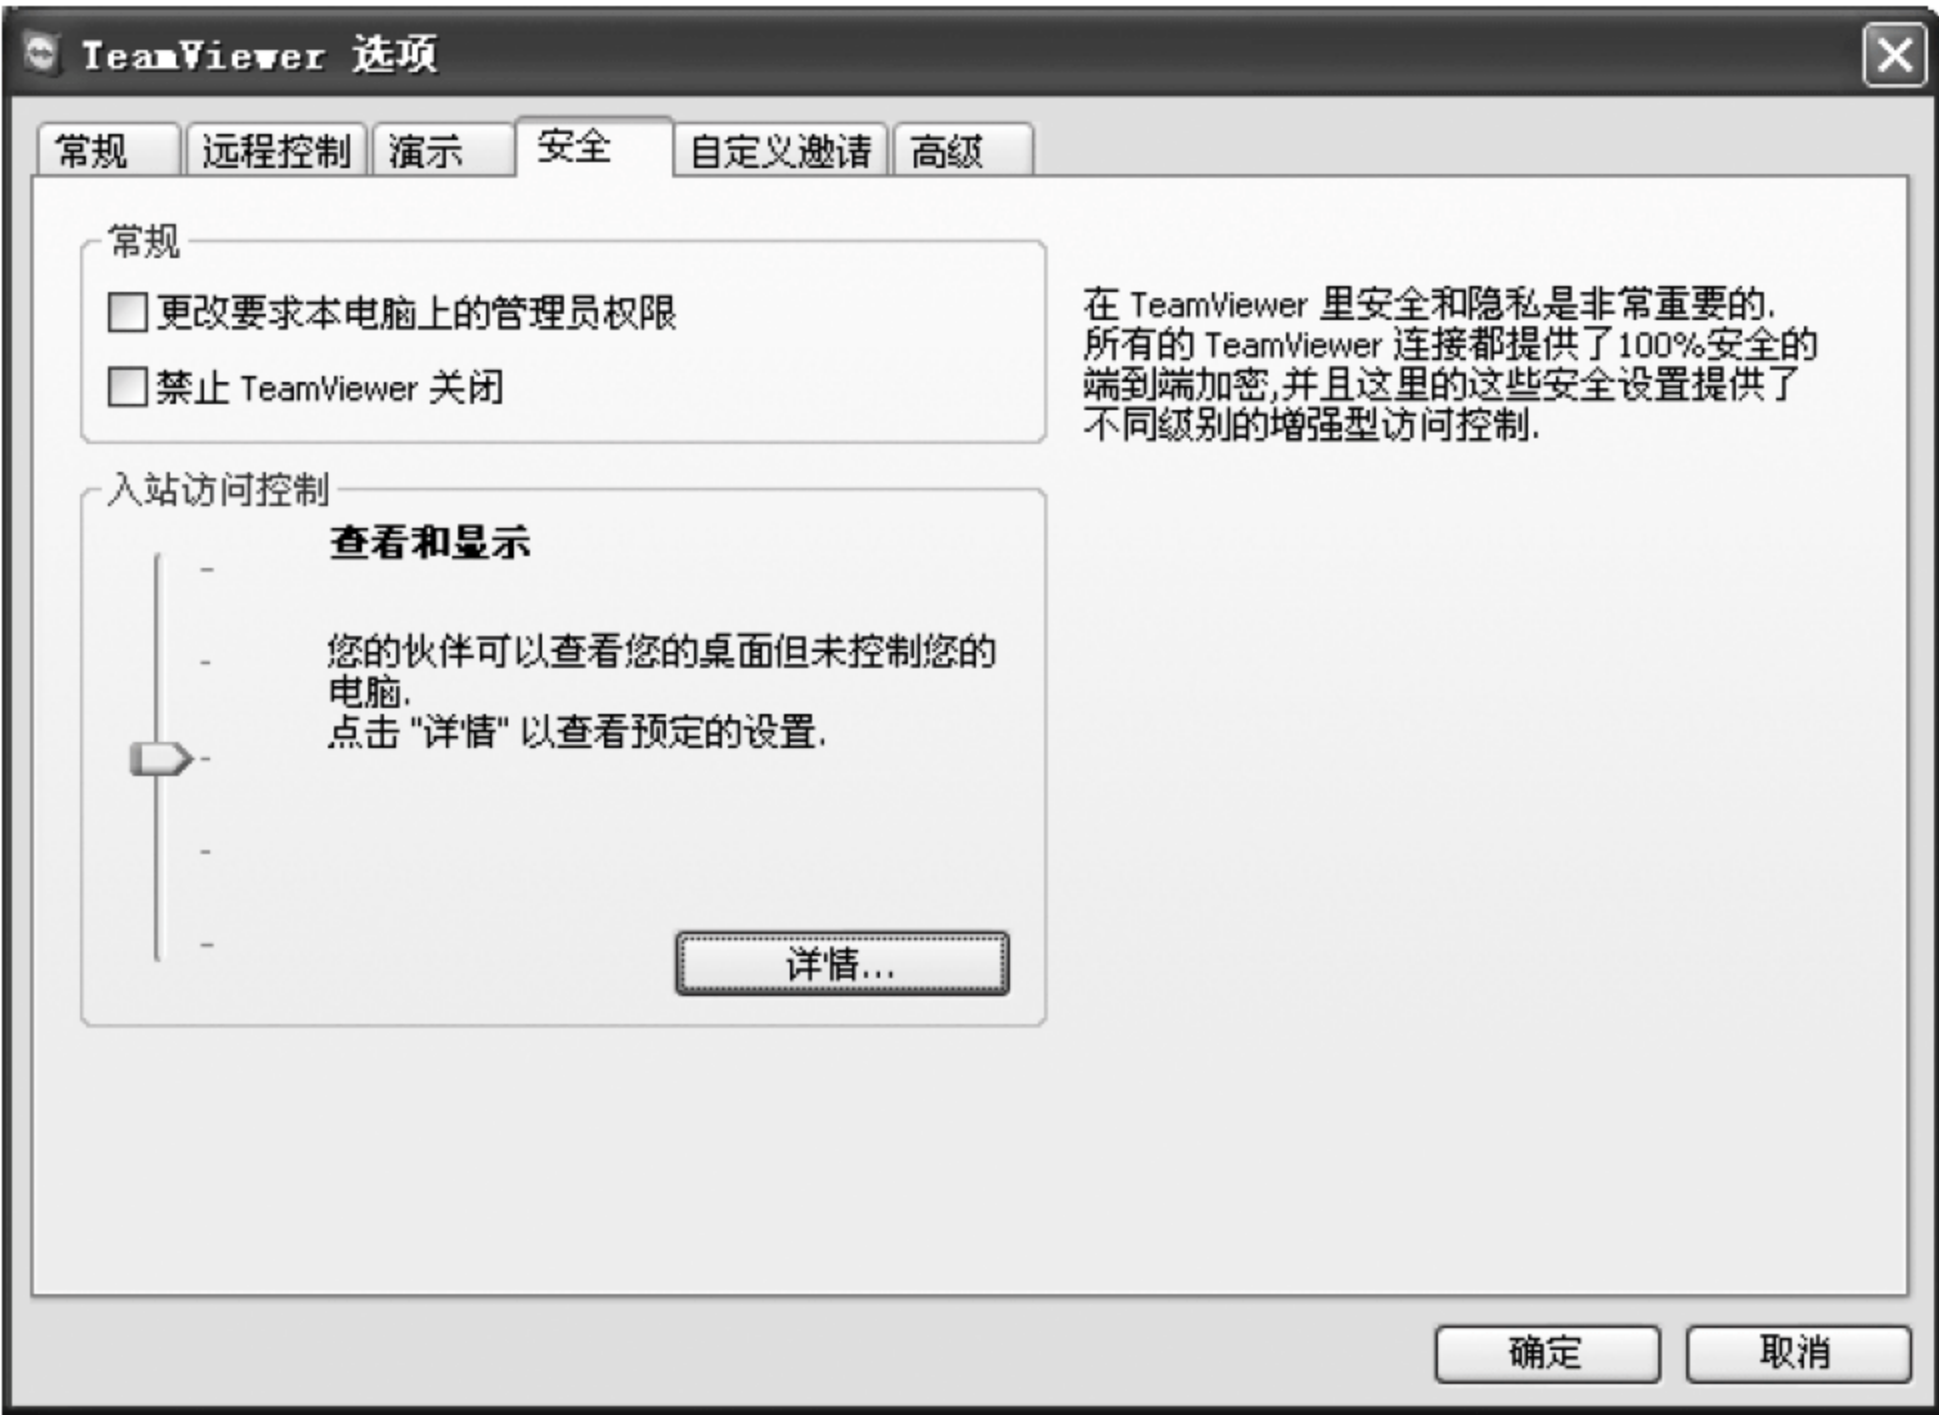 TeamViewer 选项
常规 远程控制 演示 安全 自定义邀请 高级
常规
更改要求本电脑上的管理员权限
禁止 TeamViewer 关闭
在 TeamViewer 里安全和隐私是非常重要的.
所有的 TeamViewer 连接都提供了100%安全的
端到端加密,并且这里的这些安全设置提供了
不同级别的增强型访问控制.
入站访问控制
查看和显示
您的伙伴可以查看您的桌面但未控制您的
电脑.
点击 "详情" 以查看预定的设置.
详情...
确定 取消